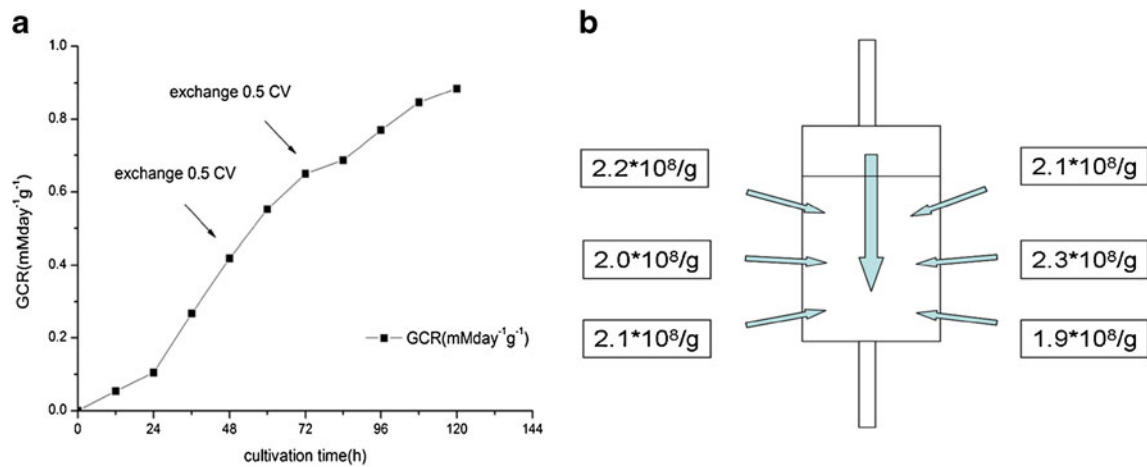 a
1.0
0.8
0.6
0.4
0.2
0.0
GCR(mMday⁻¹g⁻¹)
exchange 0.5 CV
exchange 0.5 CV
GCR(mMday⁻¹g⁻¹)
0 24 48 72 96 120 144
cultivation time(h)
b
2.2*10⁸/g
2.0*10⁸/g
2.1*10⁸/g
2.1*10⁸/g
2.3*10⁸/g
1.9*10⁸/g